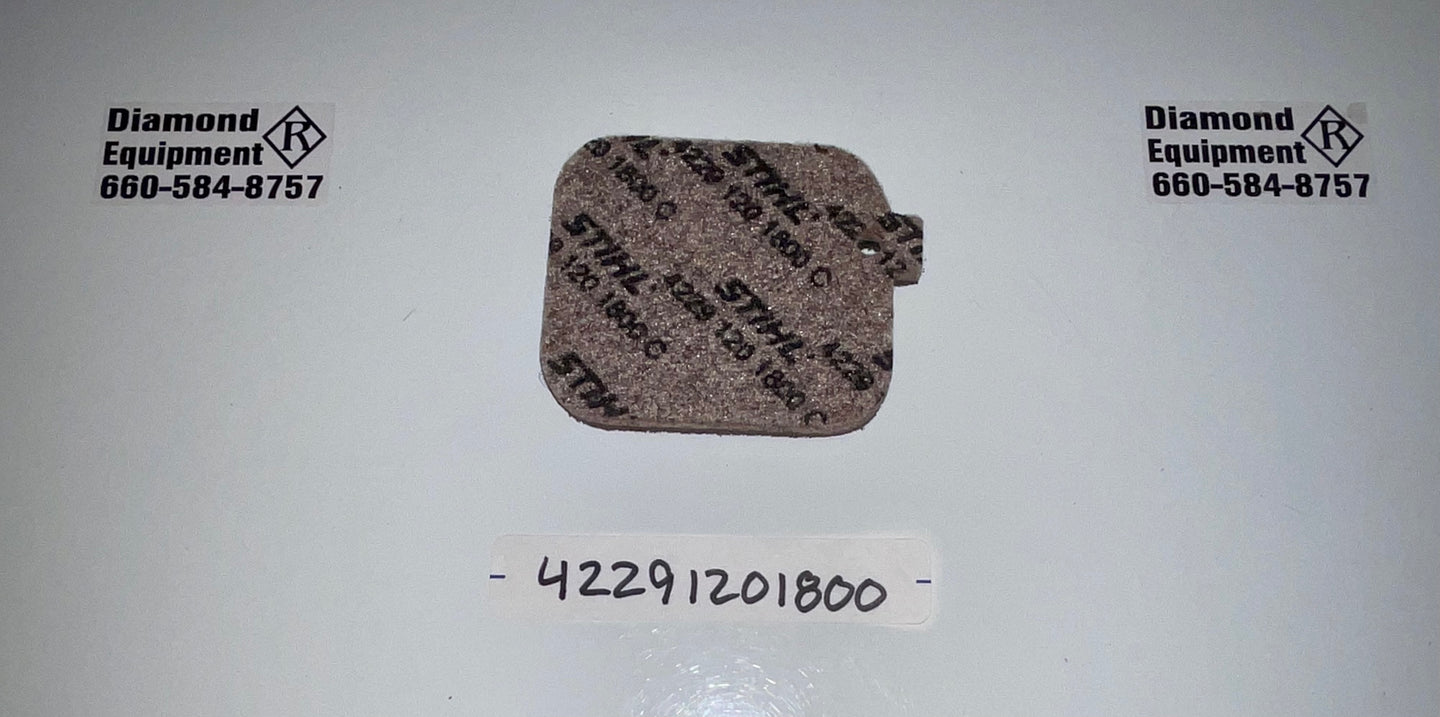 Diamond
Equipment R
660-584-8757
Diamond
Equipment R
660-584-8757
STIHL
4229 120 1800 C
STIHL
4229 120 1800 C
STIHL
4229
120 1800 C
STIHL
42291201800